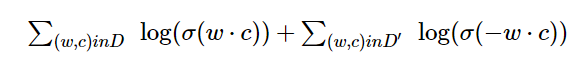 ∑(w,c)inD log(σ(w · c)) + ∑(w,c)inD′ log(σ(−w · c))